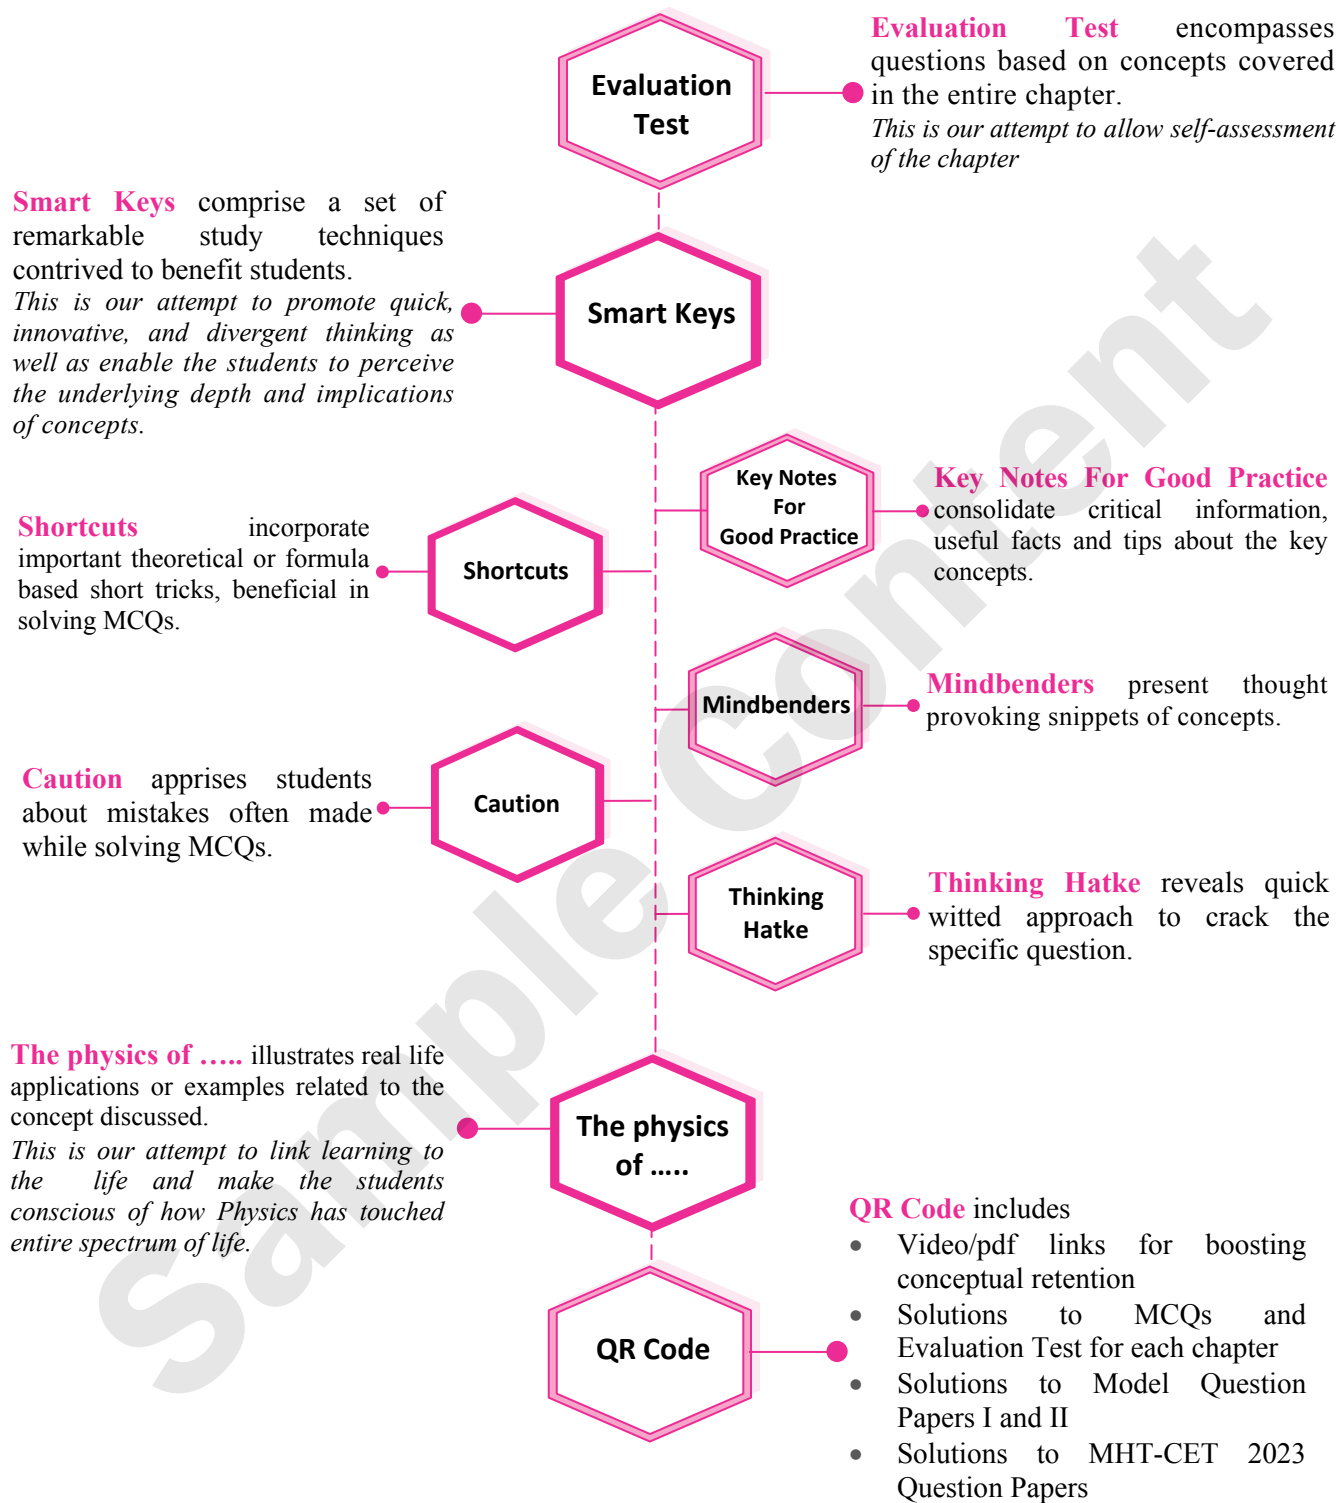 Evaluation
Test
Evaluation Test encompasses
questions based on concepts covered
in the entire chapter.
This is our attempt to allow self-assessment
of the chapter
Smart Keys comprise a set of
remarkable study techniques
contrived to benefit students.
This is our attempt to promote quick,
innovative, and divergent thinking as
well as enable the students to perceive
the underlying depth and implications
of concepts.
Smart Keys
Key Notes
For
Good Practice
Key Notes For Good Practice
consolidate critical information,
useful facts and tips about the key
concepts.
Shortcuts incorporate
important theoretical or formula
based short tricks, beneficial in
solving MCQs.
Shortcuts
Mindbenders
Mindbenders present thought
provoking snippets of concepts.
Caution apprises students
about mistakes often made
while solving MCQs.
Caution
Thinking
Hatke
Thinking Hatke reveals quick
witted approach to crack the
specific question.
The physics of ….. illustrates real life
applications or examples related to the
concept discussed.
This is our attempt to link learning to
the life and make the students
conscious of how Physics has touched
entire spectrum of life.
The physics
of …..
QR Code
QR Code includes
• Video/pdf links for boosting
conceptual retention
• Solutions to MCQs and
Evaluation Test for each chapter
• Solutions to Model Question
Papers I and II
• Solutions to MHT-CET 2023
Question Papers
Sample Content